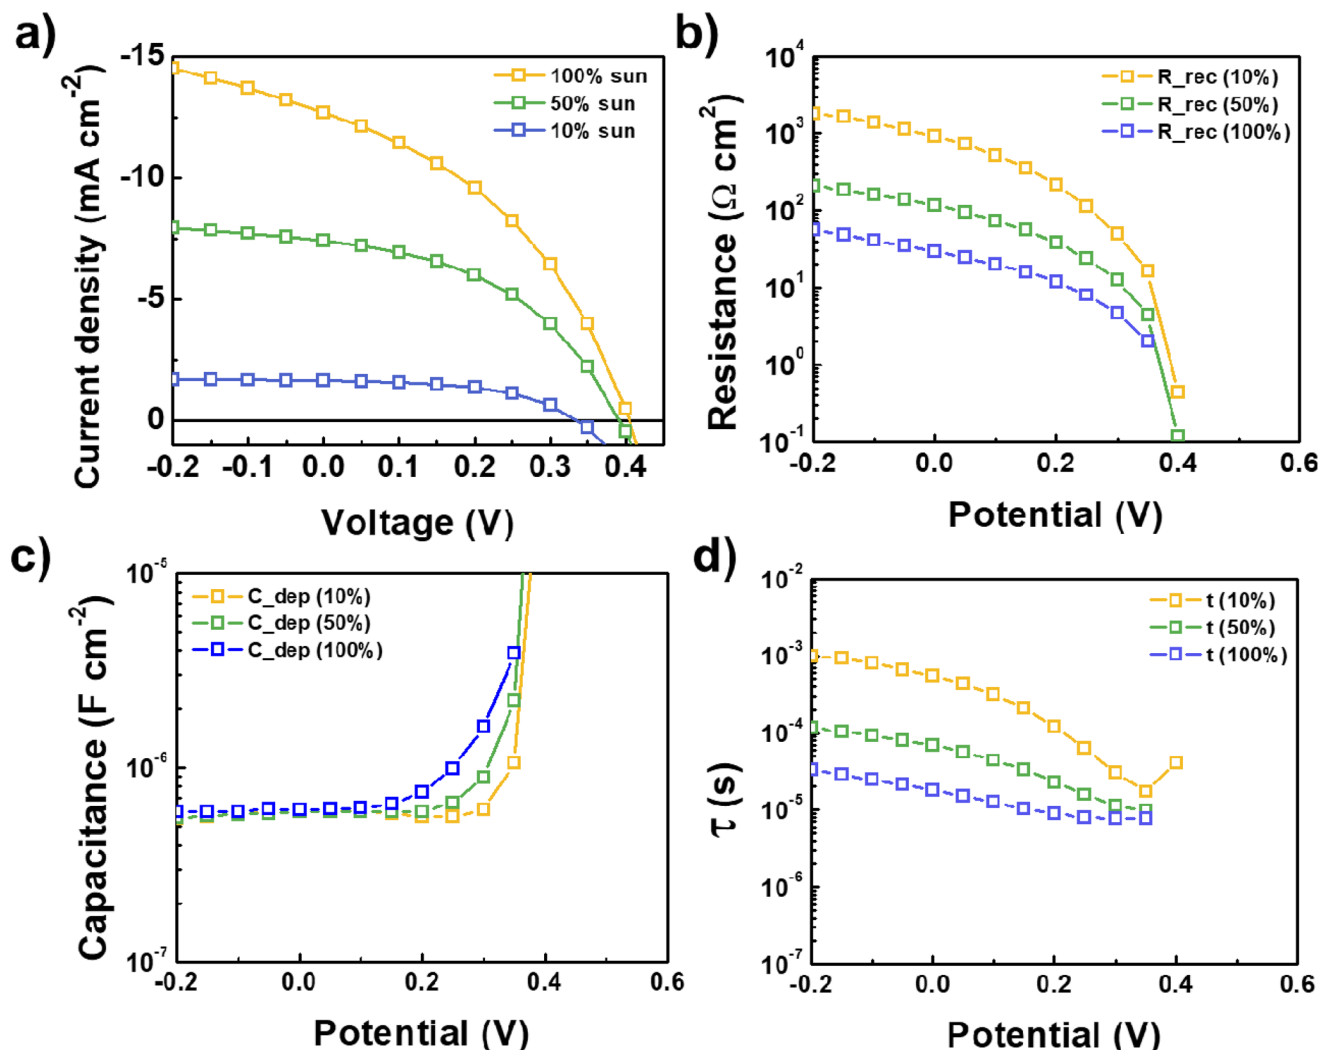 a)
-15
-10
-5
0
Current density (mA cm-2)
100% sun
50% sun
10% sun
-0.2 -0.1 0.0 0.1 0.2 0.3 0.4
Voltage (V)
b)
10^4
10^3
10^2
10^1
10^0
10^-1
Resistance (Ω cm^2)
R_rec (10%)
R_rec (50%)
R_rec (100%)
-0.2 0.0 0.2 0.4 0.6
Potential (V)
c)
10^-5
10^-6
10^-7
Capacitance (F cm^-2)
C_dep (10%)
C_dep (50%)
C_dep (100%)
-0.2 0.0 0.2 0.4 0.6
Potential (V)
d)
10^-2
10^-3
10^-4
10^-5
10^-6
10^-7
τ (s)
t (10%)
t (50%)
t (100%)
-0.2 0.0 0.2 0.4 0.6
Potential (V)